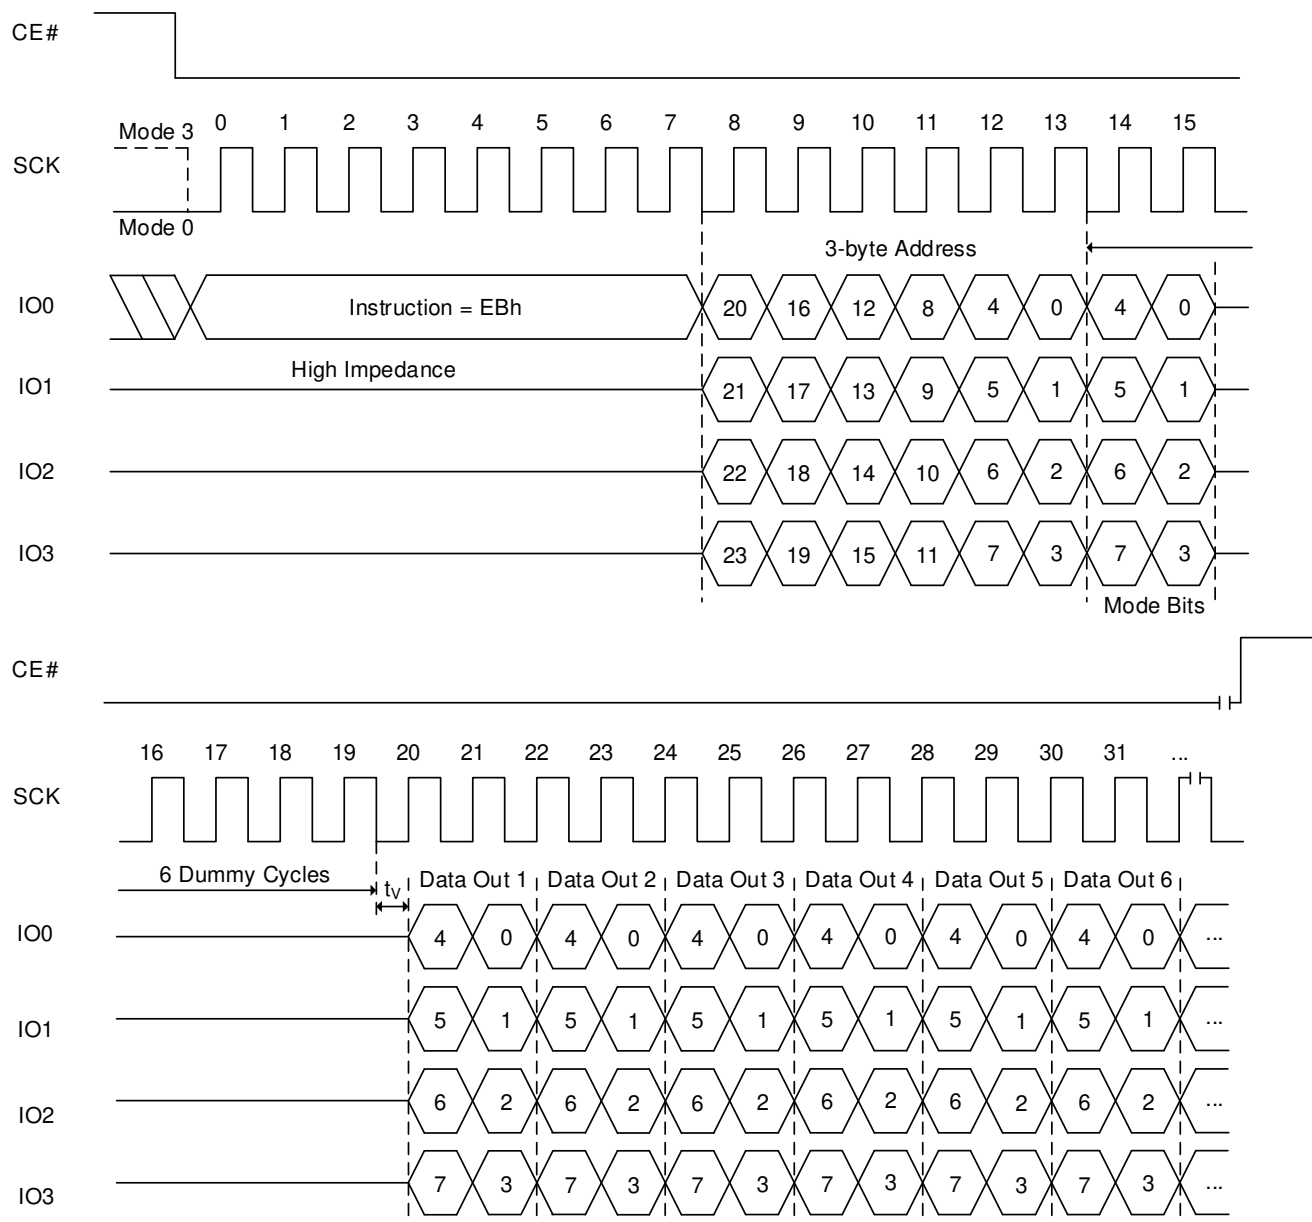 CE#
Mode 3 0 1 2 3 4 5 6 7 8 9 10 11 12 13 14 15
SCK
Mode 0
3-byte Address
IO0 Instruction = EBh 20 16 12 8 4 0 4 0
High Impedance
IO1 21 17 13 9 5 1 5 1
IO2 22 18 14 10 6 2 6 2
IO3 23 19 15 11 7 3 7 3
Mode Bits
CE#
16 17 18 19 20 21 22 23 24 25 26 27 28 29 30 31 ...
SCK
6 Dummy Cycles tV Data Out 1 Data Out 2 Data Out 3 Data Out 4 Data Out 5 Data Out 6
IO0 4 0 4 0 4 0 4 0 4 0 4 0 ...
IO1 5 1 5 1 5 1 5 1 5 1 5 1 ...
IO2 6 2 6 2 6 2 6 2 6 2 6 2 ...
IO3 7 3 7 3 7 3 7 3 7 3 7 3 ...